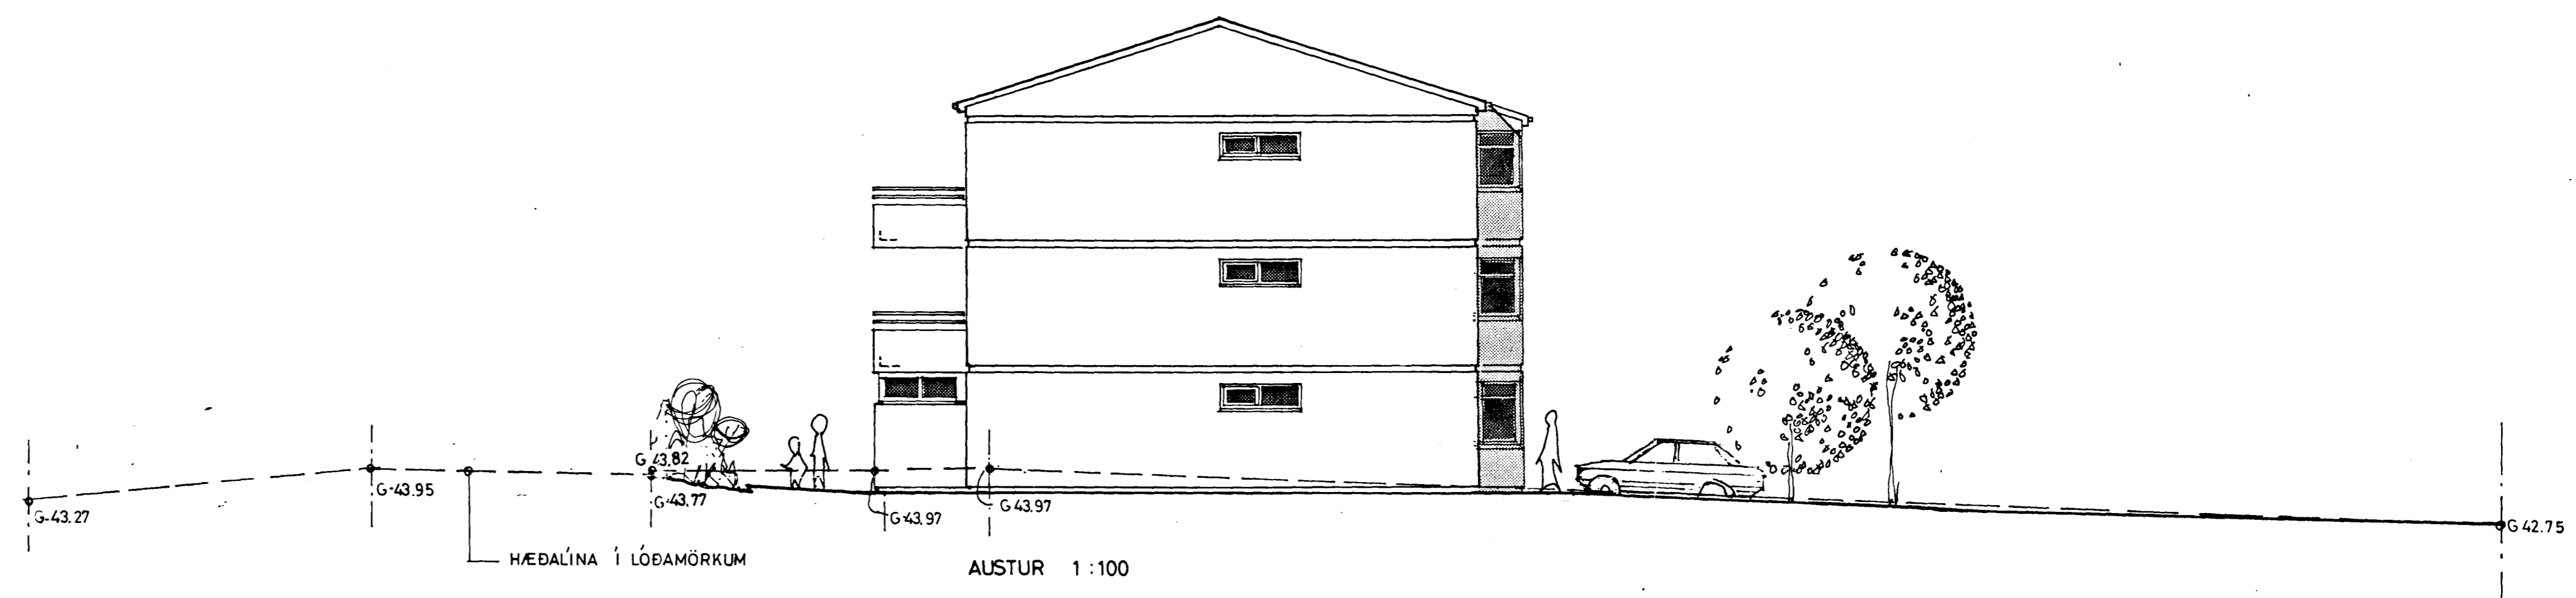 G-43.27
G-43.95
G 43.82
G-43.77
G 43.97
G 43.97
G 42.75
HÆÐALÍNA Í LÓÐAMÖRKUM
AUSTUR 1:100